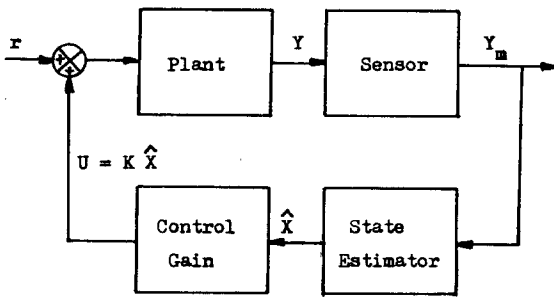 r
+
+
Plant
Y
Sensor
Y_m
U = K X̂
Control
Gain
X̂
State
Estimator